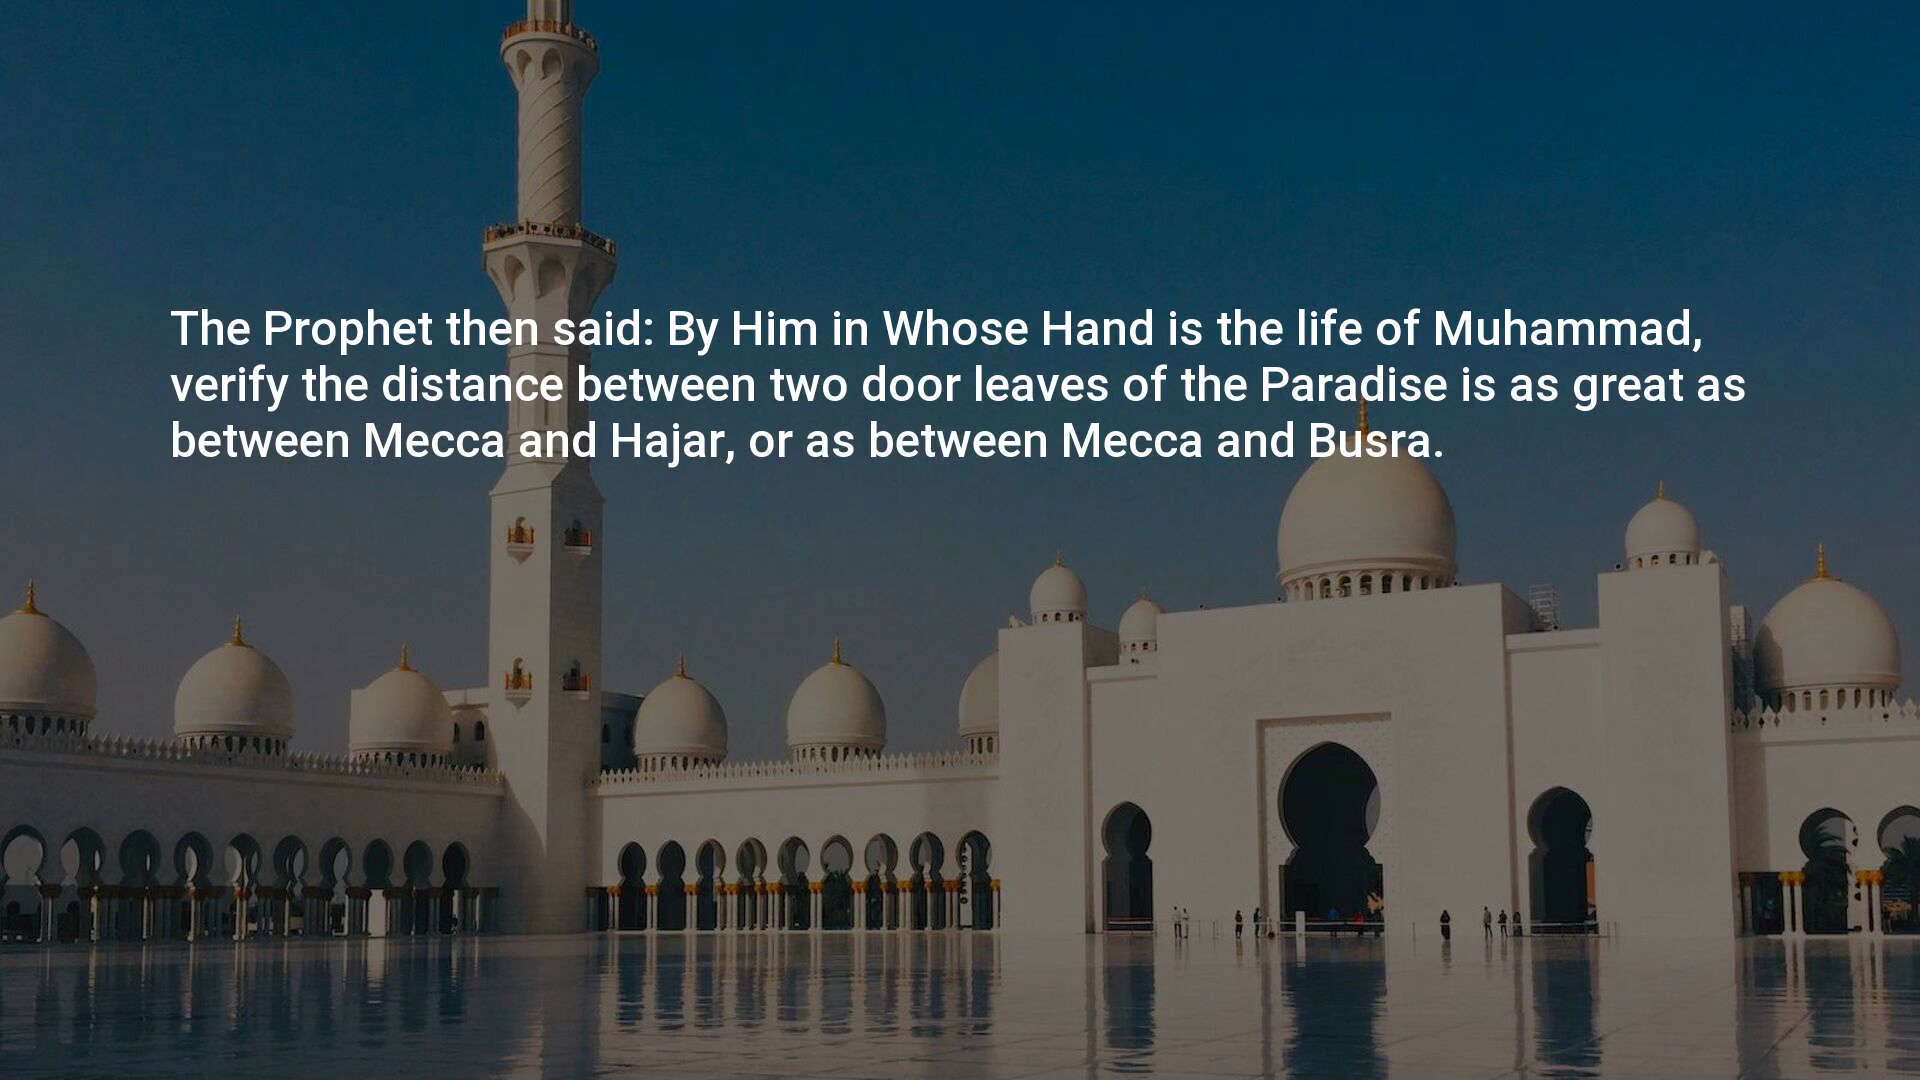 The Prophet then said: By Him in Whose Hand is the life of Muhammad,
verify the distance between two door leaves of the Paradise is as great as
between Mecca and Hajar, or as between Mecca and Busra.